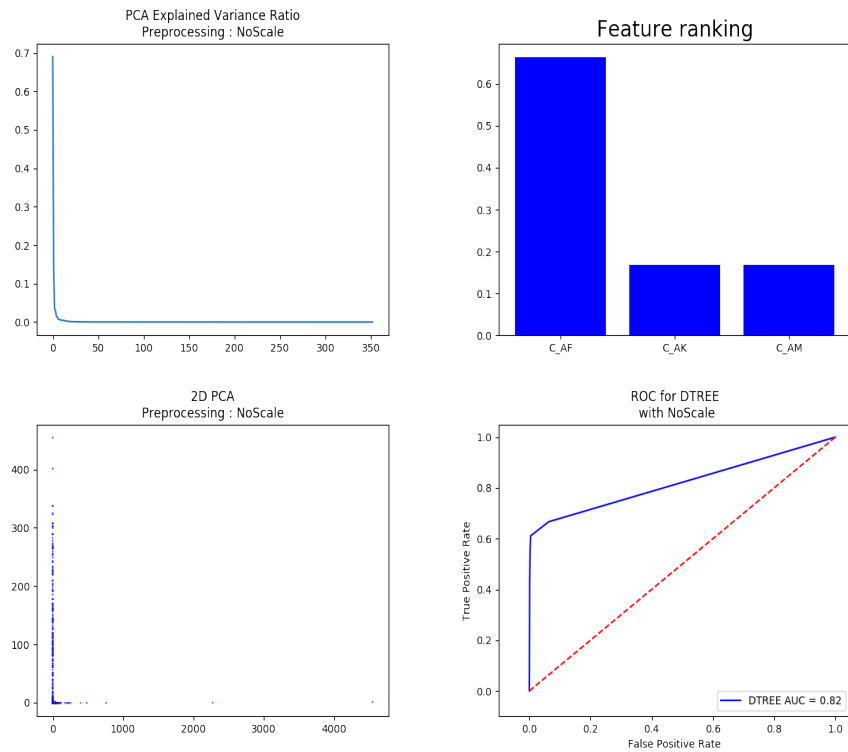 PCA Explained Variance Ratio
Preprocessing : NoScale
0.7
0.6
0.5
0.4
0.3
0.2
0.1
0.0
0 50 100 150 200 250 300 350
Feature ranking
0.6
0.5
0.4
0.3
0.2
0.1
0.0
C_AF C_AK C_AM
2D PCA
Preprocessing : NoScale
400
300
200
100
0
0 1000 2000 3000 4000
ROC for DTREE
with NoScale
True Positive Rate
1.0
0.8
0.6
0.4
0.2
0.0
DTREE AUC = 0.82
0.0 0.2 0.4 0.6 0.8 1.0
False Positive Rate